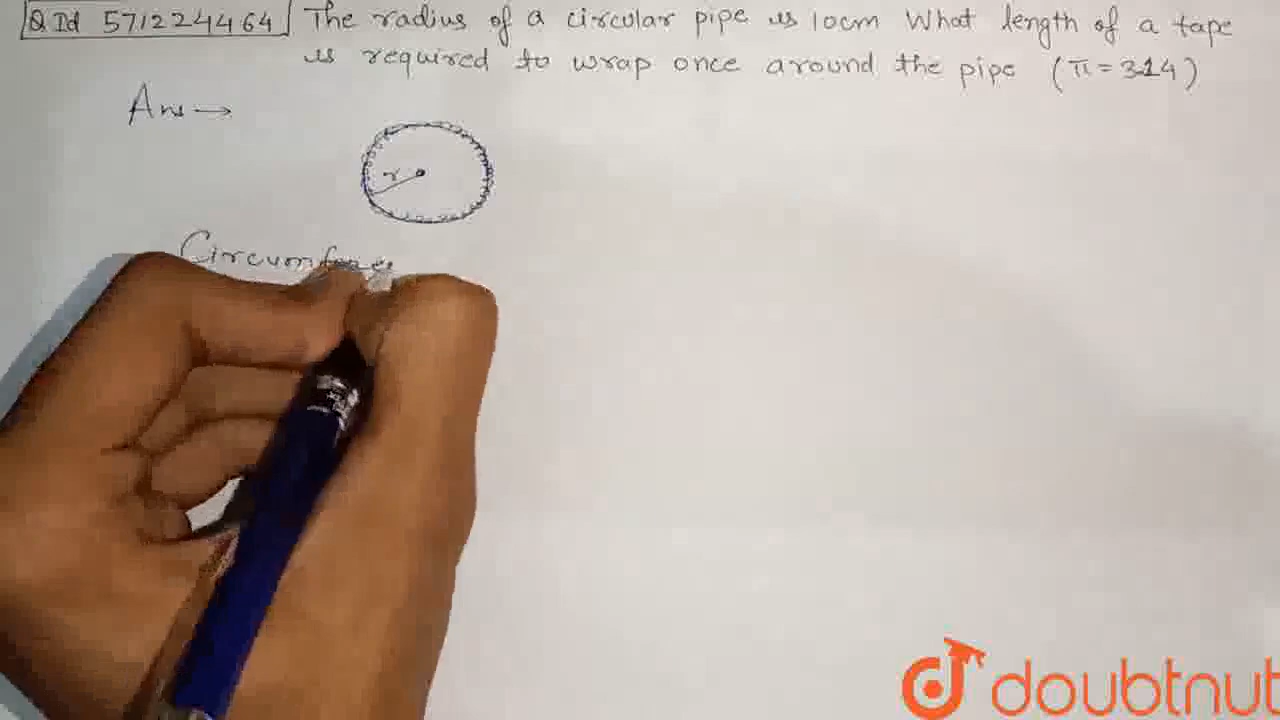 Q Id 5712244464 The radius of a circular pipe is 10cm What length of a tape
is required to wrap once around the pipe (π = 3.14)
Ans →
r
doubtnut